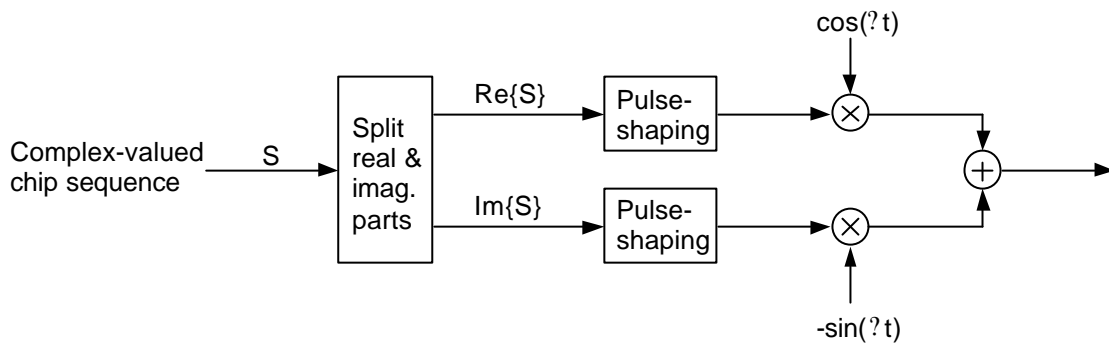 cos(?t)
Re{S}
Pulse-
shaping
Split
real &
imag.
parts
Complex-valued
chip sequence
S
Im{S}
Pulse-
shaping
-sin(?t)